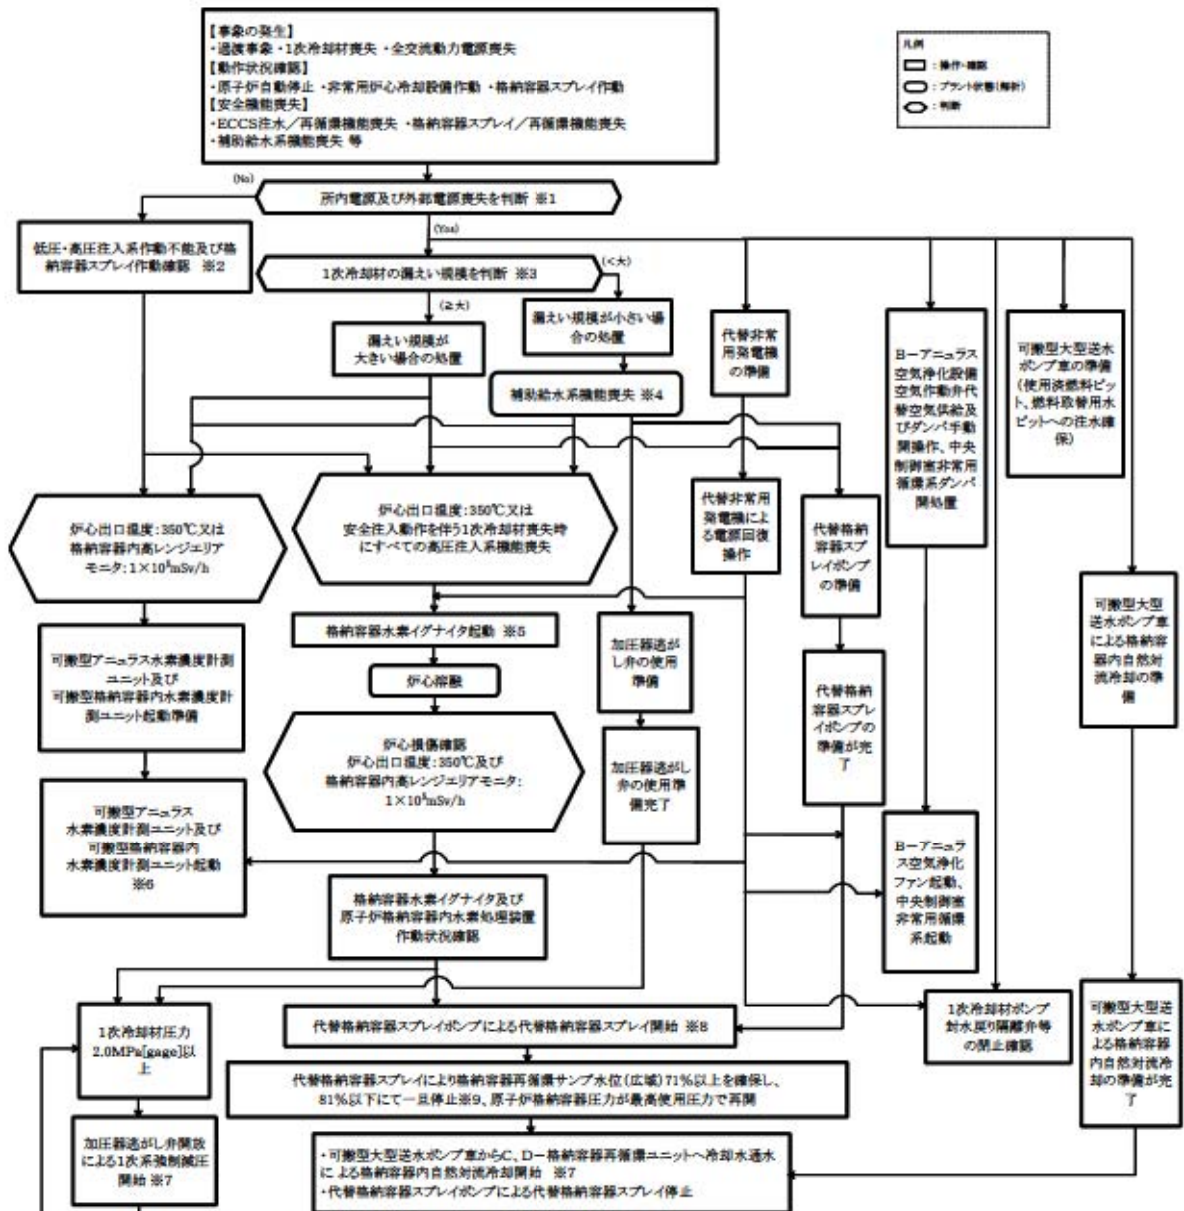 【事象の発生】
・過渡事象 ・1次冷却材喪失 ・全交流動力電源喪失
【動作状況確認】
・原子炉自動停止 ・非常用炉心冷却設備作動 ・格納容器スプレイ作動
【安全機能喪失】
・ECCS注水／再循環機能喪失 ・格納容器スプレイ／再循環機能喪失
・補助給水系機能喪失 等
凡例
：操作・確認
：プラント状態(解析)
：判断
(No)
所内電源及び外部電源喪失を判断 ※1
(Yes)
低圧・高圧注入系作動不能及び格
納容器スプレイ作動確認 ※2
1次冷却材の漏えい規模を判断 ※3
(＜大)
(≧大)
漏えい規模が
大きい場合の処置
漏えい規模が小さい場
合の処置
補助給水系機能喪失 ※4
代替非常
用発電機
の準備
B－アニュラス
空気浄化設備
空気作動弁代
替空気供給及
びダンパ手動
開操作、中央
制御室非常用
循環系ダンパ
開処置
可搬型大型送水
ポンプ車の準備
(使用済燃料ピッ
ト、燃料取替用水
ピットへの注水確
保)
炉心出口温度：350℃又は
格納容器内高レンジエリア
モニタ：1×10⁵mSv/h
炉心出口温度：350℃又は
安全注入動作を伴う1次冷却材喪失時
にすべての高圧注入系機能喪失
代替非常用
発電機によ
る電源回復
操作
代替格納
容器スプ
レイポンプ
の準備
可搬型大型
送水ポンプ車
による格納容
器内自然対
流冷却の準
備
格納容器水素イグナイタ起動 ※5
炉心溶融
可搬型アニュラス水素濃度計測
ユニット及び
可搬型格納容器内水素濃度計
測ユニット起動準備
加圧器逃が
し弁の使用
準備
代替格納
容器スプレ
イポンプの
準備が完
了
炉心損傷確認
炉心出口温度：350℃及び
格納容器内高レンジエリアモニタ：
1×10⁵mSv/h
加圧器逃がし
弁の使用準
備完了
可搬型アニュラス
水素濃度計測ユニット及び
可搬型格納容器内
水素濃度計測ユニット起動
※6
B－アニュラ
ス空気浄化
ファン起動、
中央制御室
非常用循環
系起動
格納容器水素イグナイタ及び
原子炉格納容器内水素処理装置
作動状況確認
1次冷却材圧力
2.0MPa[gage]以
上
代替格納容器スプレイポンプによる代替格納容器スプレイ開始 ※8
1次冷却材ポンプ
封水戻り隔離弁等
の閉止確認
可搬型大型送
水ポンプ車に
よる格納容器
内自然対流冷
却の準備が完
了
代替格納容器スプレイにより格納容器再循環サンプ水位(広域)71%以上を確保し、
81%以下にて一旦停止※9、原子炉格納容器圧力が最高使用圧力で再開
加圧器逃がし弁開放
による1次系強制減圧
開始 ※7
・可搬型大型送水ポンプ車からC、D－格納容器再循環ユニットへ冷却水通水
による格納容器内自然対流冷却開始 ※7
・代替格納容器スプレイポンプによる代替格納容器スプレイ停止